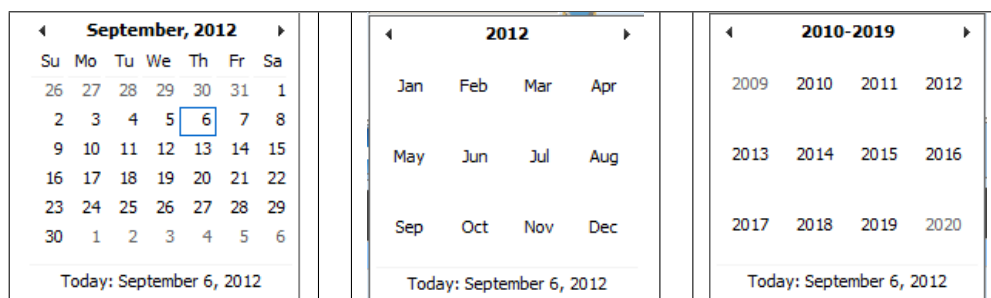 September, 2012
Su Mo Tu We Th Fr Sa
26 27 28 29 30 31 1
2 3 4 5 6 7 8
9 10 11 12 13 14 15
16 17 18 19 20 21 22
23 24 25 26 27 28 29
30 1 2 3 4 5 6
Today: September 6, 2012
2012
Jan Feb Mar Apr
May Jun Jul Aug
Sep Oct Nov Dec
Today: September 6, 2012
2010-2019
2009 2010 2011 2012
2013 2014 2015 2016
2017 2018 2019 2020
Today: September 6, 2012